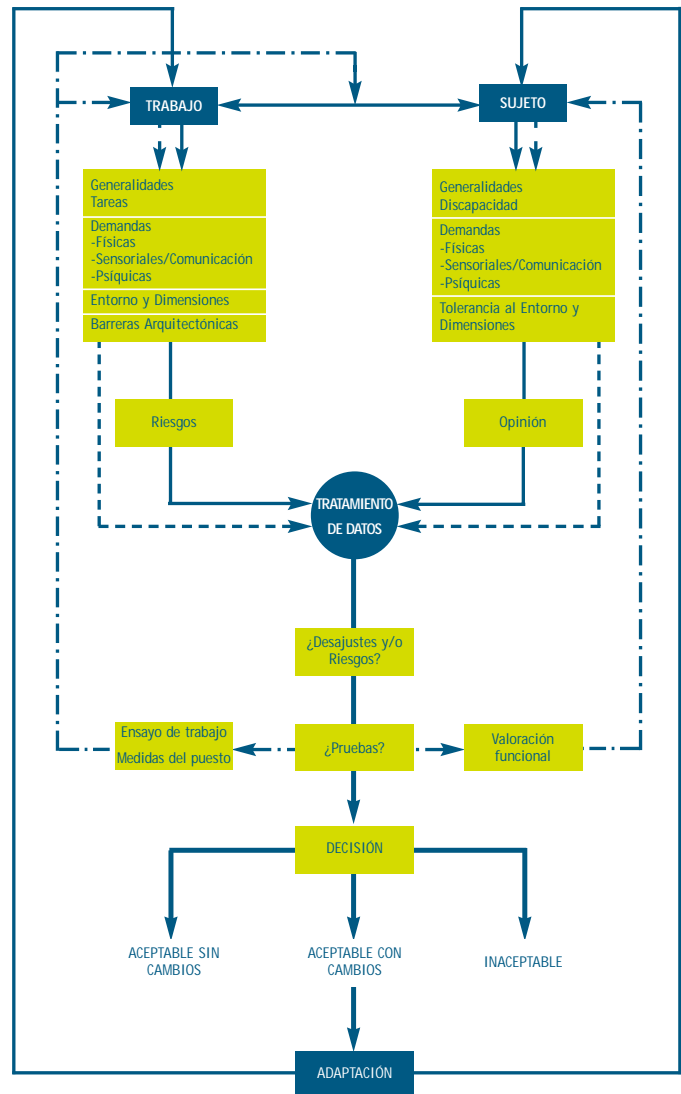 TRABAJO
SUJETO
Generalidades
Tareas
Demandas
-Físicas
-Sensoriales/Comunicación
-Psíquicas
Entorno y Dimensiones
Barreras Arquitectónicas
Generalidades
Discapacidad
Demandas
-Físicas
-Sensoriales/Comunicación
-Psíquicas
Tolerancia al Entorno y
Dimensiones
Riesgos
Opinión
TRATAMIENTO
DE DATOS
¿Desajustes y/o
Riesgos?
Ensayo de trabajo
Medidas del puesto
¿Pruebas?
Valoración
funcional
DECISIÓN
ACEPTABLE SIN
CAMBIOS
ACEPTABLE CON
CAMBIOS
INACEPTABLE
ADAPTACIÓN